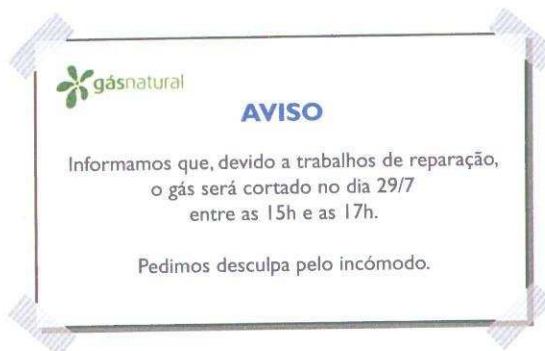 gásnatural
AVISO
Informamos que, devido a trabalhos de reparação,
o gás será cortado no dia 29/7
entre as 15h e as 17h.
Pedimos desculpa pelo incómodo.